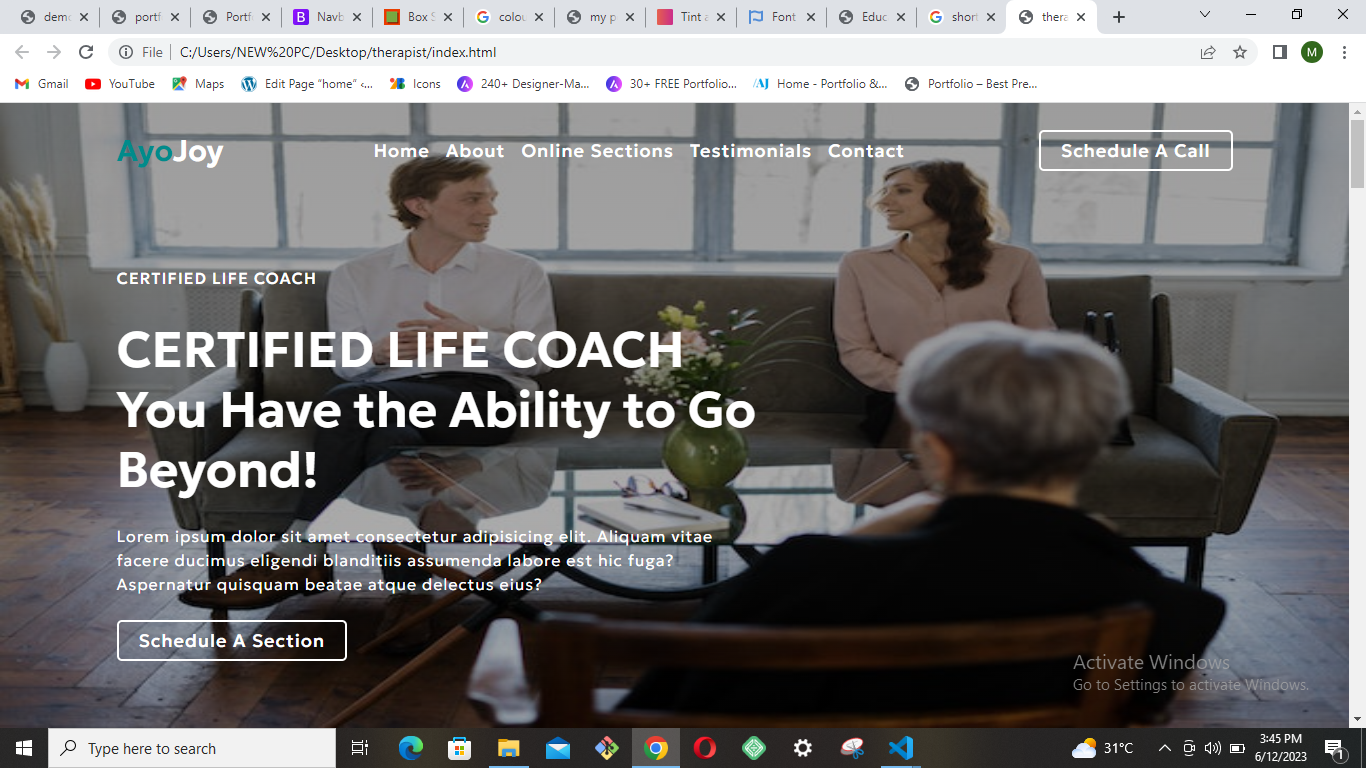 demo
portf
Portf
Navb
Box S
colou
my p
Tint a
Font
Educ
short
thera
File
C:/Users/NEW%20PC/Desktop/therapist/index.html
M
Gmail
YouTube
Maps
Edit Page “home” ‹...
Icons
240+ Designer-Ma...
30+ FREE Portfolio...
Home - Portfolio &...
Portfolio – Best Pre...
AyoJoy
Home
About
Online Sections
Testimonials
Contact
Schedule A Call
CERTIFIED LIFE COACH
CERTIFIED LIFE COACH
You Have the Ability to Go
Beyond!
Lorem ipsum dolor sit amet consectetur adipisicing elit. Aliquam vitae
facere ducimus eligendi blanditiis assumenda labore est hic fuga?
Aspernatur quisquam beatae atque delectus eius?
Schedule A Section
Activate Windows
Go to Settings to activate Windows.
Type here to search
31°C
3:45 PM
6/12/2023
1